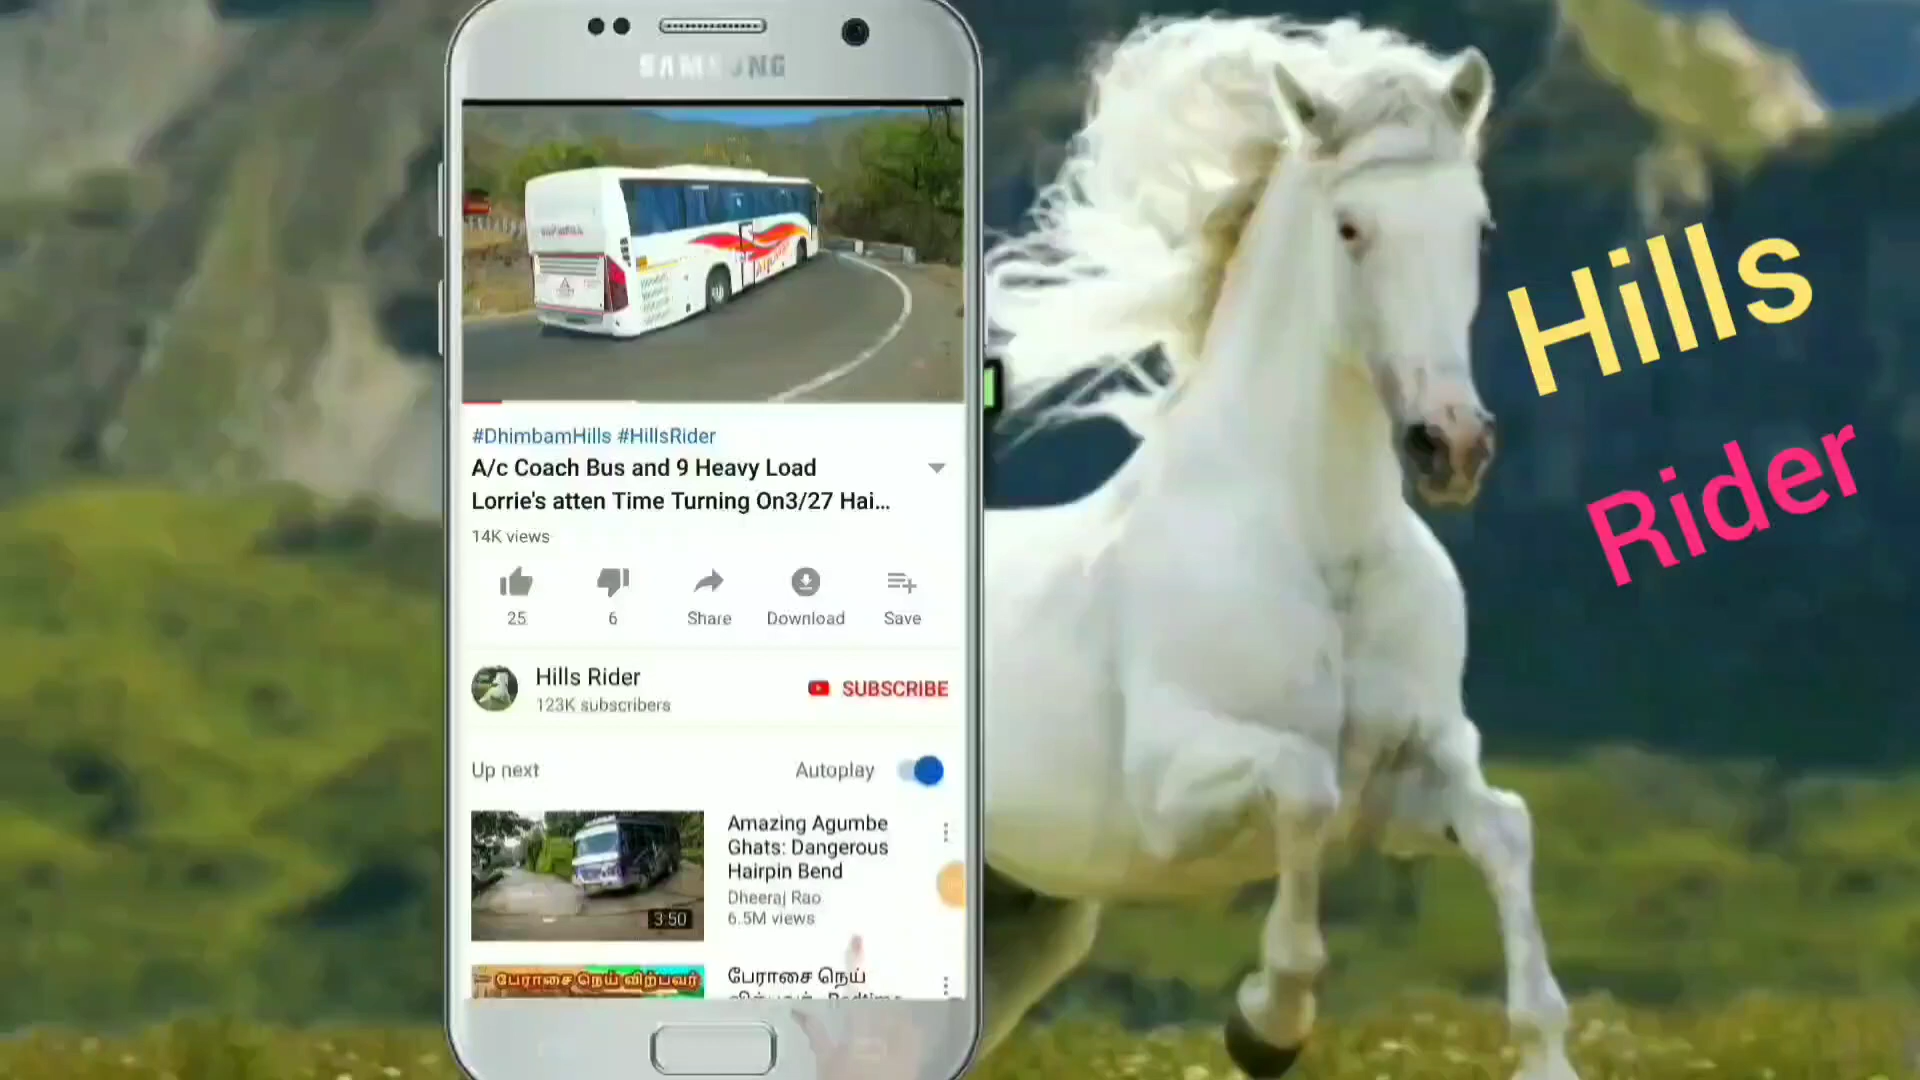 SAMSUNG
#DhimbamHills #HillsRider
A/c Coach Bus and 9 Heavy Load
Lorrie's atten Time Turning On3/27 Hai...
14K views
25
6
Share
Download
Save
Hills Rider
123K subscribers
SUBSCRIBE
Up next
Autoplay
3:50
Amazing Agumbe
Ghats: Dangerous
Hairpin Bend
Dheeraj Rao
6.5M views
பேராசை நெய் விற்பவர்
பேராசை நெய்
Hills
Rider